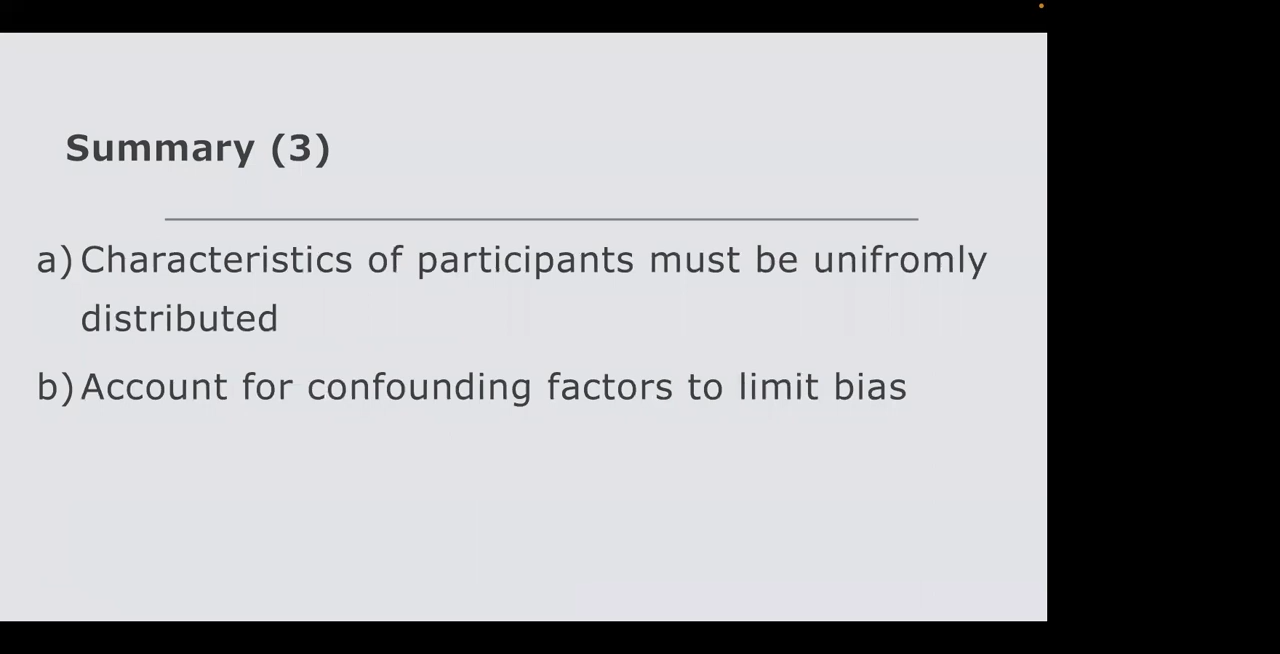 Summary (3)
a) Characteristics of participants must be unifromly
distributed
b) Account for confounding factors to limit bias